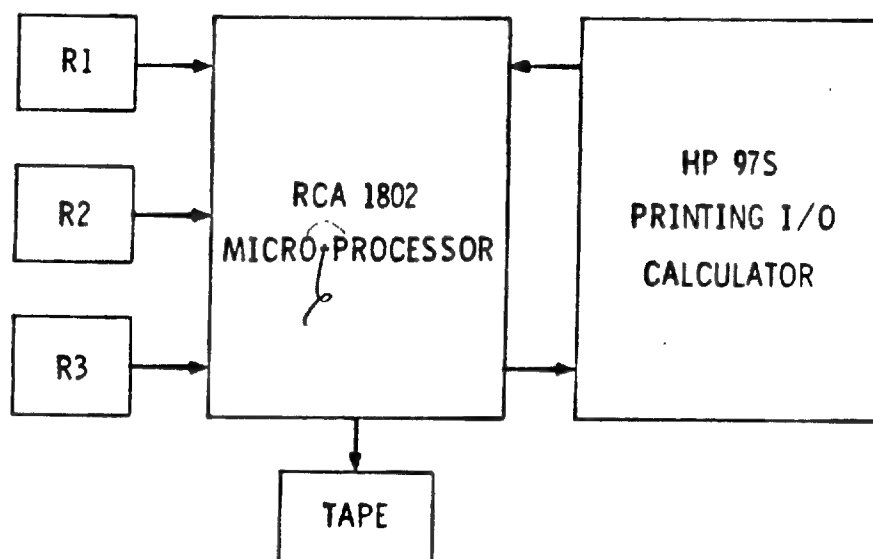 R1
R2
R3
RCA 1802
MICRO-PROCESSOR
HP 97S
PRINTING I/O
CALCULATOR
TAPE